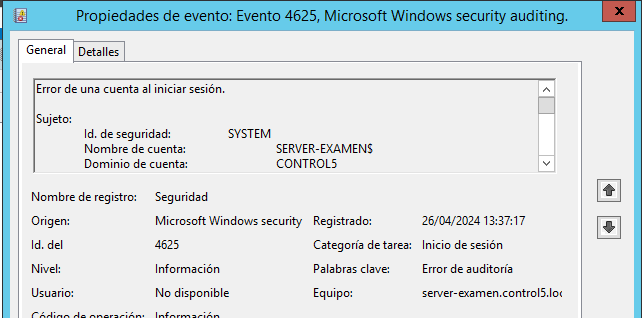 Propiedades de evento: Evento 4625, Microsoft Windows security auditing.
x
General Detalles
Error de una cuenta al iniciar sesión.
Sujeto:
Id. de seguridad: SYSTEM
Nombre de cuenta: SERVER-EXAMEN$
Dominio de cuenta: CONTROL5
Nombre de registro: Seguridad
Origen: Microsoft Windows security Registrado: 26/04/2024 13:37:17
Id. del 4625 Categoría de tarea: Inicio de sesión
Nivel: Información Palabras clave: Error de auditoría
Usuario: No disponible Equipo: server-examen.control5.loc
Código de operación: Información